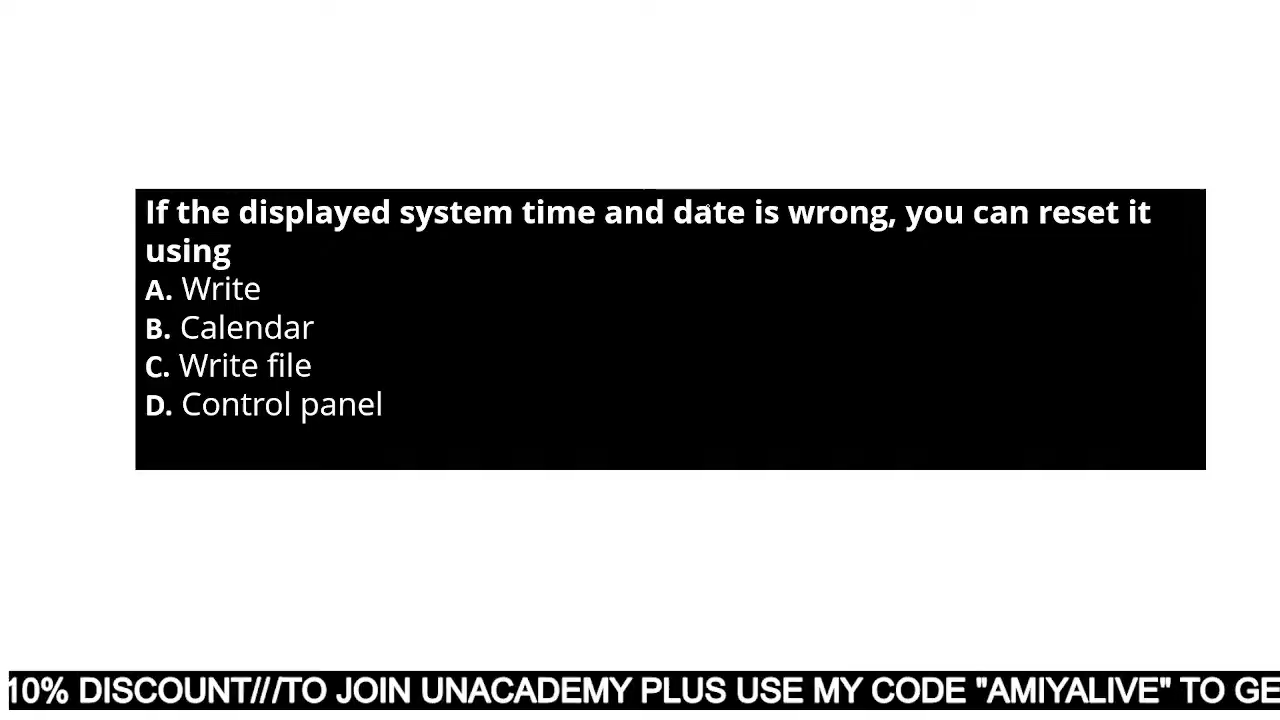 If the displayed system time and date is wrong, you can reset it
using
A. Write
B. Calendar
C. Write file
D. Control panel
10% DISCOUNT///TO JOIN UNACADEMY PLUS USE MY CODE "AMIYALIVE" TO GE